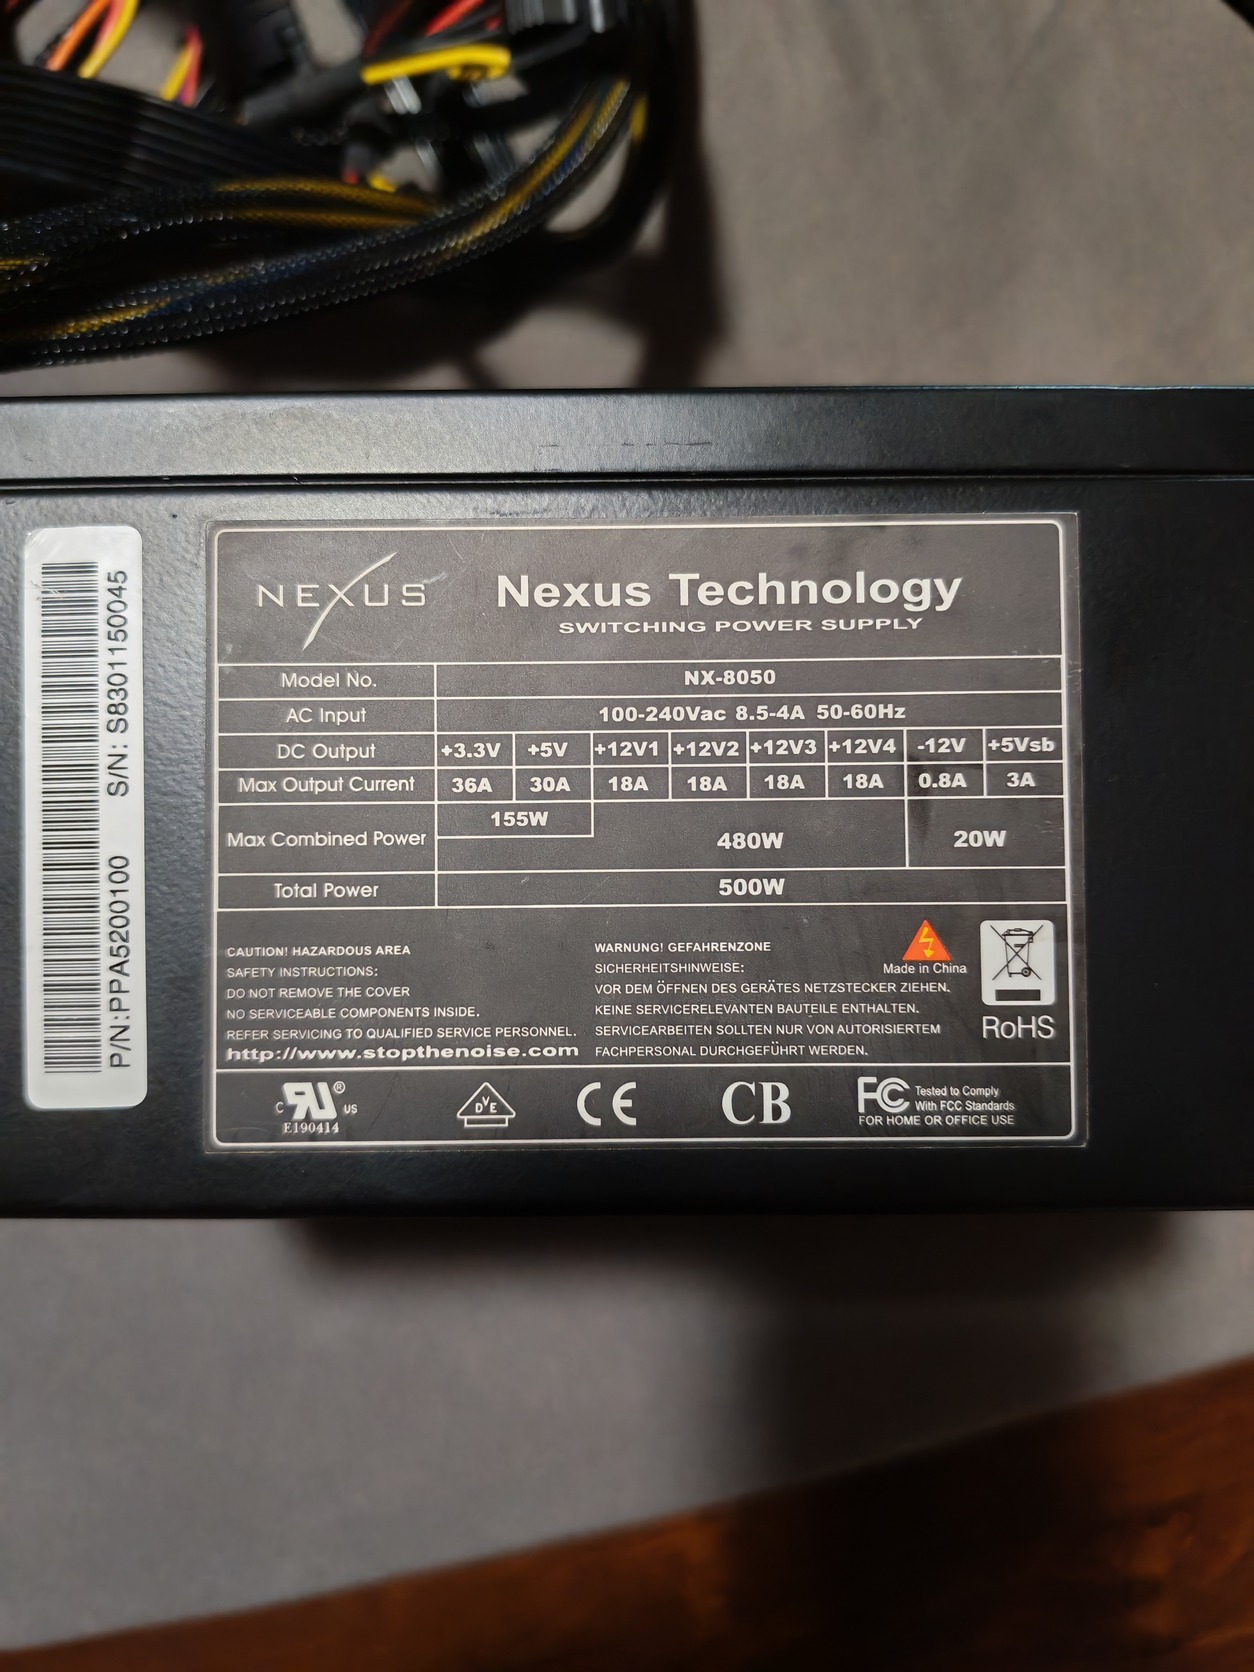 S/N: S8301150045
P/N:PPA5200100
NEXUS
Nexus Technology
SWITCHING POWER SUPPLY
Model No. NX-8050
AC Input 100-240Vac 8.5-4A 50-60Hz
DC Output +3.3V +5V +12V1 +12V2 +12V3 +12V4 -12V +5Vsb
Max Output Current 36A 30A 18A 18A 18A 18A 0.8A 3A
Max Combined Power 155W 480W 20W
Total Power 500W
CAUTION! HAZARDOUS AREA
SAFETY INSTRUCTIONS:
DO NOT REMOVE THE COVER
NO SERVICEABLE COMPONENTS INSIDE.
REFER SERVICING TO QUALIFIED SERVICE PERSONNEL.
http://www.stopthenoise.com
WARNUNG! GEFAHRENZONE
SICHERHEITSHINWEISE:
VOR DEM ÖFFNEN DES GERÄTES NETZSTECKER ZIEHEN.
KEINE SERVICERELEVANTEN BAUTEILE ENTHALTEN.
SERVICEARBEITEN SOLLTEN NUR VON AUTORISIERTEM
FACHPERSONAL DURCHGEFÜHRT WERDEN.
Made in China
RoHS
C RU ® US
E190414
DVE
CE
CB
FC Tested to Comply
With FCC Standards
FOR HOME OR OFFICE USE